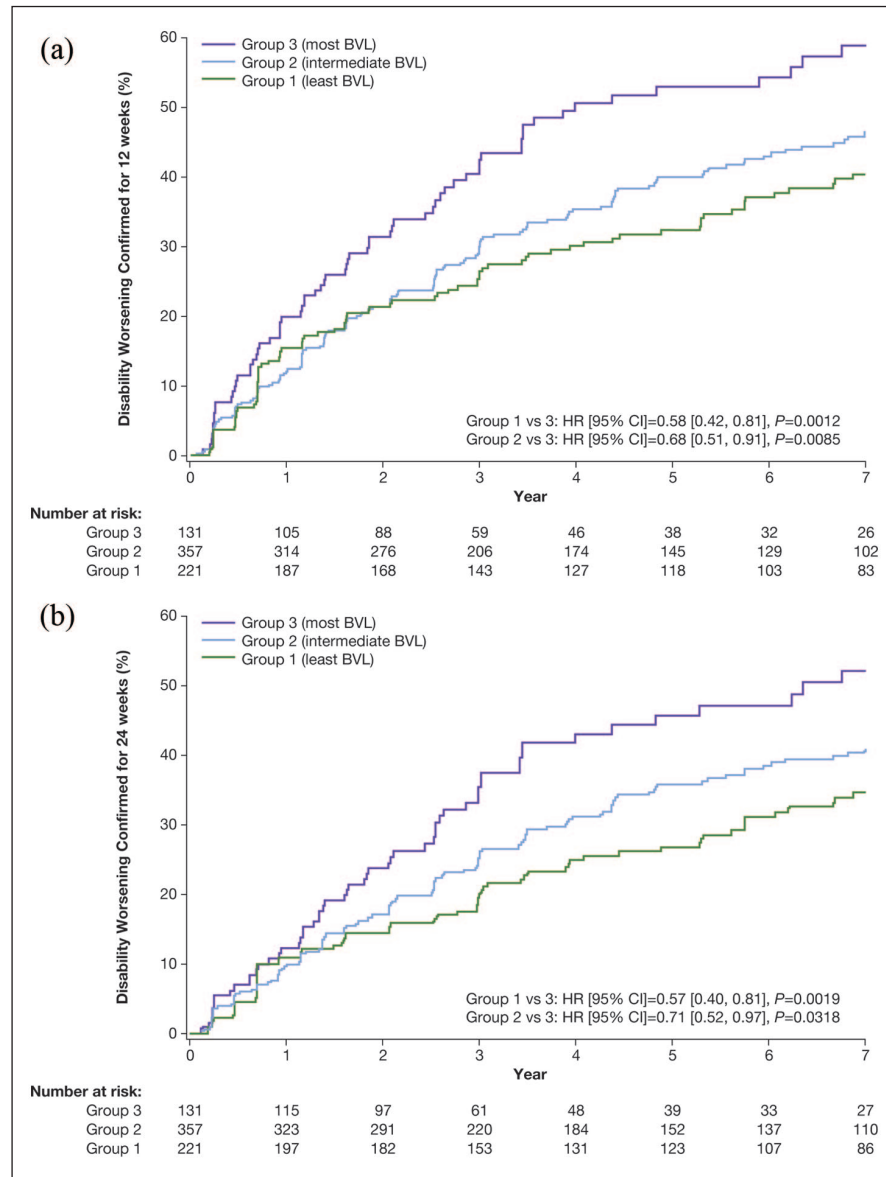 (a)
60
50
40
30
20
10
0
Disability Worsening Confirmed for 12 weeks (%)
Group 3 (most BVL)
Group 2 (intermediate BVL)
Group 1 (least BVL)
Group 1 vs 3: HR [95% CI]=0.58 [0.42, 0.81], P=0.0012
Group 2 vs 3: HR [95% CI]=0.68 [0.51, 0.91], P=0.0085
0 1 2 3 4 5 6 7
Year
Number at risk:
Group 3 131 105 88 59 46 38 32 26
Group 2 357 314 276 206 174 145 129 102
Group 1 221 187 168 143 127 118 103 83
(b)
60
50
40
30
20
10
0
Disability Worsening Confirmed for 24 weeks (%)
Group 3 (most BVL)
Group 2 (intermediate BVL)
Group 1 (least BVL)
Group 1 vs 3: HR [95% CI]=0.57 [0.40, 0.81], P=0.0019
Group 2 vs 3: HR [95% CI]=0.71 [0.52, 0.97], P=0.0318
0 1 2 3 4 5 6 7
Year
Number at risk:
Group 3 131 115 97 61 48 39 33 27
Group 2 357 323 291 220 184 152 137 110
Group 1 221 197 182 153 131 123 107 86